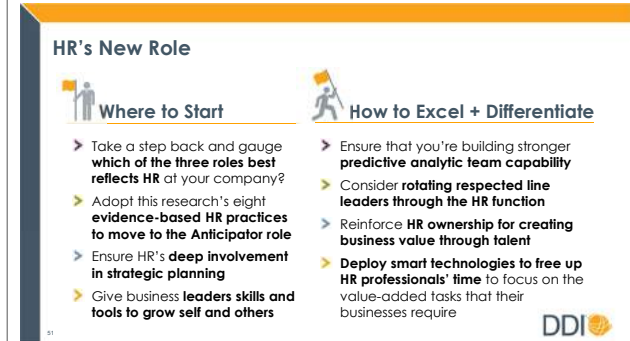 HR's New Role
Where to Start
Take a step back and gauge
which of the three roles best
reflects HR at your company?
Adopt this research's eight
evidence-based HR practices
to move to the Anticipator role
Ensure HR's deep involvement
in strategic planning
Give business leaders skills and
tools to grow self and others
How to Excel + Differentiate
Ensure that you're building stronger
predictive analytic team capability
Consider rotating respected line
leaders through the HR function
Reinforce HR ownership for creating
business value through talent
Deploy smart technologies to free up
HR professionals' time to focus on the
value-added tasks that their
businesses require
51
DDI